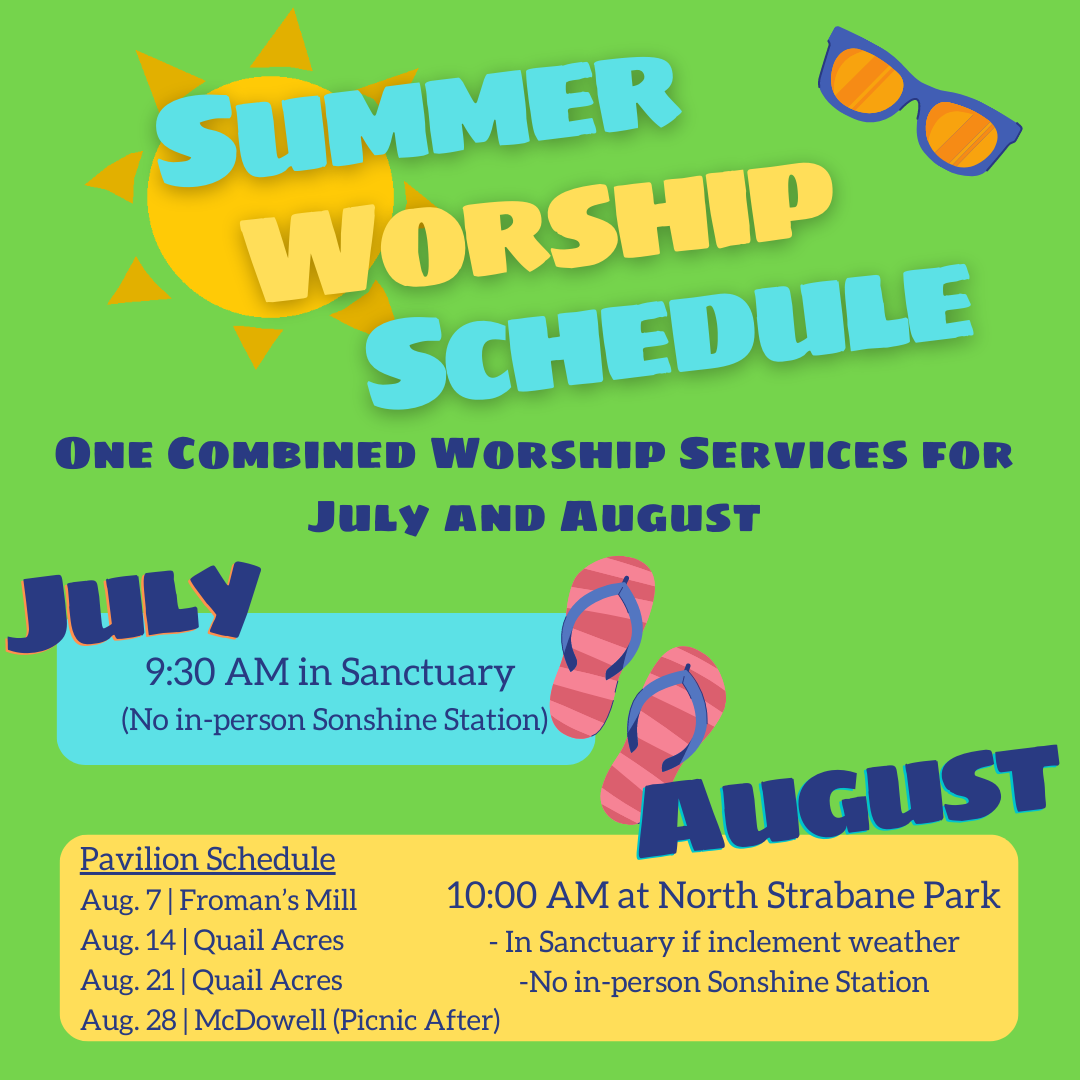 Summer
Worship
Schedule
One Combined Worship Services for
July and August
July
9:30 AM in Sanctuary
(No in-person Sonshine Station)
August
Pavilion Schedule
Aug. 7 | Froman’s Mill
Aug. 14 | Quail Acres
Aug. 21 | Quail Acres
Aug. 28 | McDowell (Picnic After)
10:00 AM at North Strabane Park
- In Sanctuary if inclement weather
-No in-person Sonshine Station